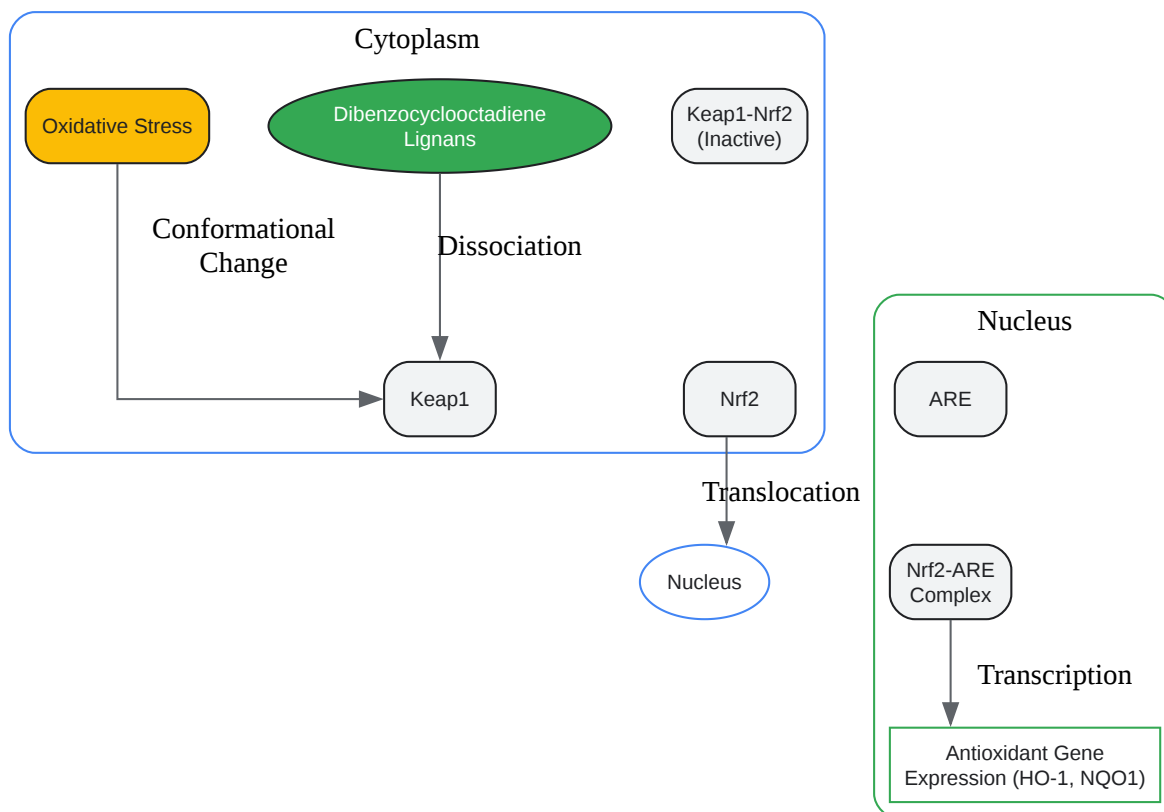 Cytoplasm
Oxidative Stress
Dibenzocyclooctadiene
Lignans
Keap1-Nrf2
(Inactive)
Conformational
Change
Dissociation
Keap1
Nrf2
Nucleus
ARE
Translocation
Nucleus
Nrf2-ARE
Complex
Transcription
Antioxidant Gene
Expression (HO-1, NQO1)